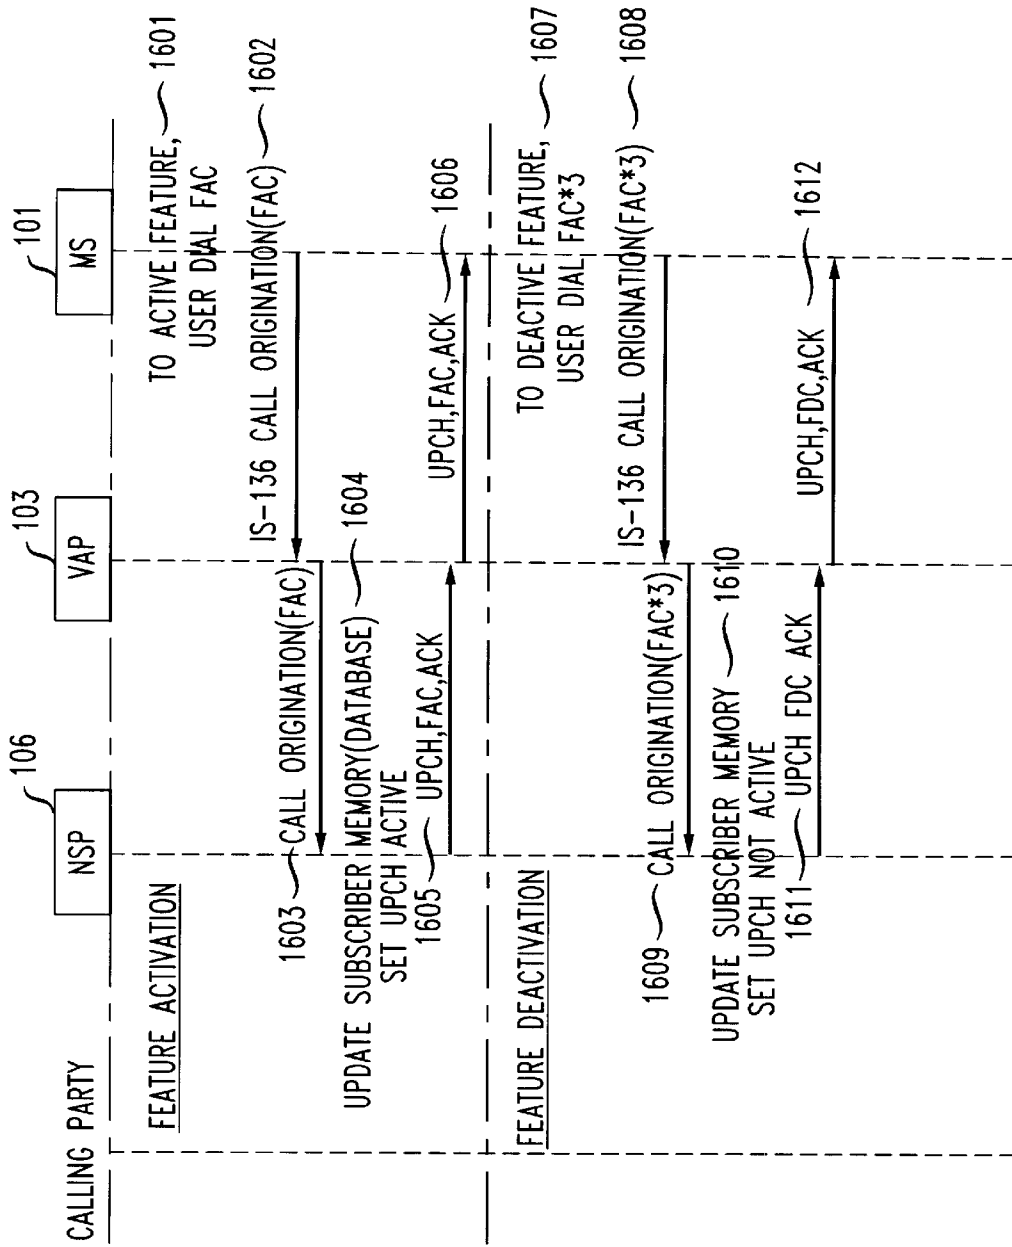 CALLING PARTY
106
NSP
103
VAP
101
MS
FEATURE ACTIVATION
TO ACTIVE FEATURE, 1601
USER DIAL FAC
IS-136 CALL ORIGINATION(FAC) 1602
1603 CALL ORIGINATION(FAC)
UPDATE SUBSCRIBER MEMORY(DATABASE) 1604
SET UPCH ACTIVE
1605 UPCH,FAC,ACK
UPCH,FAC,ACK 1606
FEATURE DEACTIVATION
TO DEACTIVE FEATURE, 1607
USER DIAL FAC*3
IS-136 CALL ORIGINATION(FAC*3) 1608
1609 CALL ORIGINATION(FAC*3)
UPDATE SUBSCRIBER MEMORY 1610
SET UPCH NOT ACTIVE
1611 UPCH FDC ACK
UPCH,FDC,ACK 1612